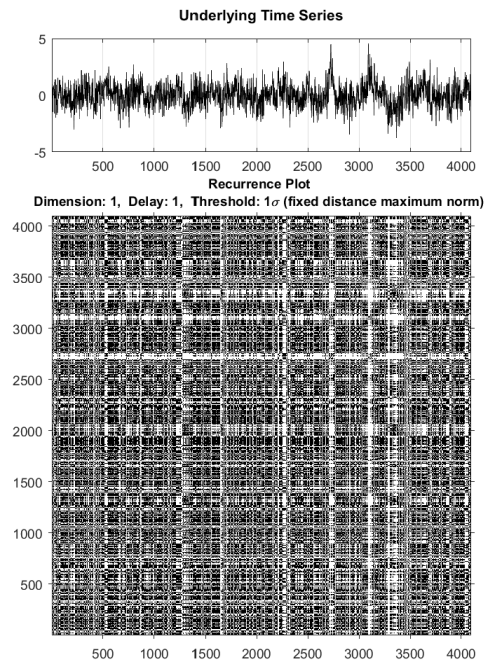 Underlying Time Series
5
0
-5
500 1000 1500 2000 2500 3000 3500 4000
Recurrence Plot
Dimension: 1, Delay: 1, Threshold: 1σ (fixed distance maximum norm)
4000
3500
3000
2500
2000
1500
1000
500
500 1000 1500 2000 2500 3000 3500 4000